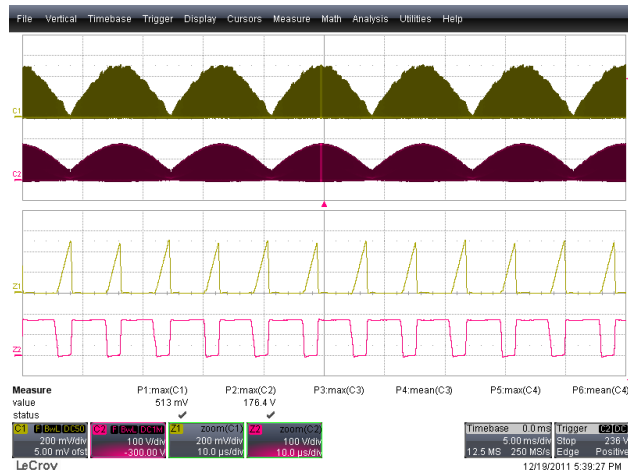 File Vertical Timebase Trigger Display Cursors Measure Math Analysis Utilities Help
C1
C2
Z1
Z2
Measure P1:max(C1) P2:max(C2) P3:max(C3) P4:mean(C3) P5:max(C4) P6:mean(C4)
value 513 mV 176.4 V
status
C1 F BwL DC50 C2 F BwL DC1M Z1 zoom(C1) Z2 zoom(C2) Timebase 0.0 ms Trigger C2 DC
200 mV/div 100 V/div 200 mV/div 100 V/div 5.00 ms/div Stop 236 V
5.00 mV ofst -300.00 V 10.0 µs/div 10.0 µs/div 12.5 MS 250 MS/s Edge Positive
LeCroy 12/19/2011 5:39:27 PM